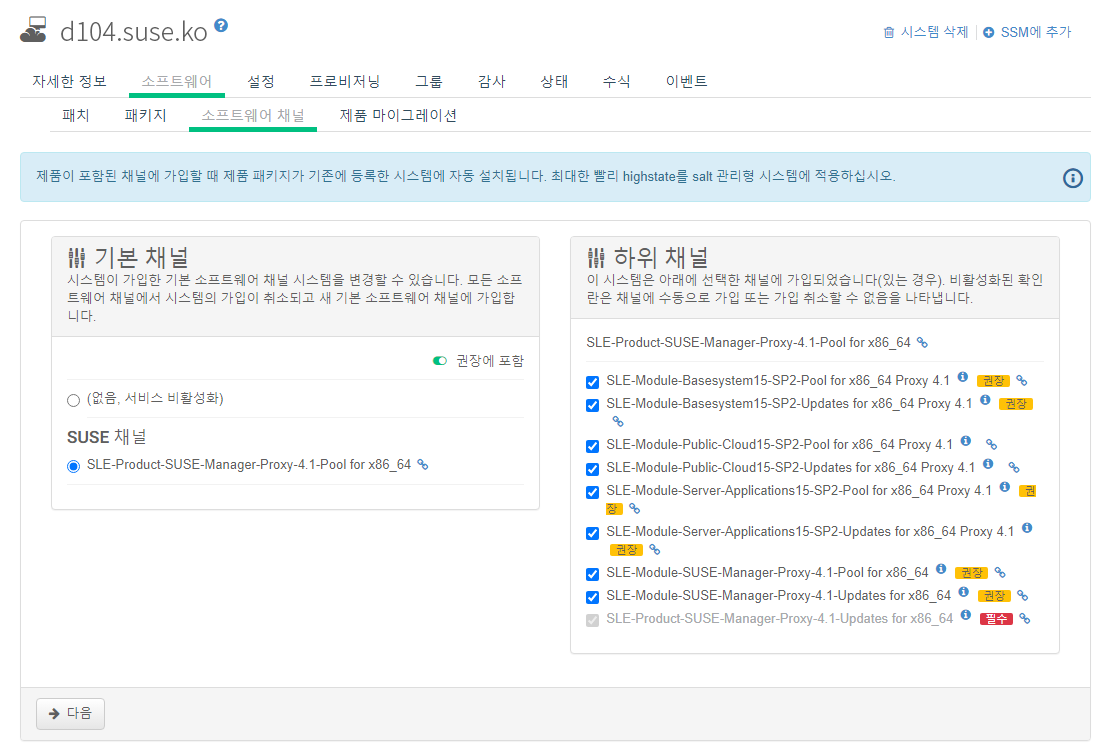 d104.suse.ko
시스템 삭제
SSM에 추가
자세한 정보 소프트웨어 설정 프로비저닝 그룹 감사 상태 수식 이벤트
패치 패키지 소프트웨어 채널 제품 마이그레이션
제품이 포함된 채널에 가입할 때 제품 패키지가 기존에 등록한 시스템에 자동 설치됩니다. 최대한 빨리 highstate를 salt 관리형 시스템에 적용하십시오.
기본 채널
시스템이 가입한 기본 소프트웨어 채널 시스템을 변경할 수 있습니다. 모든 소프
트웨어 채널에서 시스템의 가입이 취소되고 새 기본 소프트웨어 채널에 가입합
니다.
권장에 포함
(없음, 서비스 비활성화)
SUSE 채널
SLE-Product-SUSE-Manager-Proxy-4.1-Pool for x86_64
하위 채널
이 시스템은 아래에 선택한 채널에 가입되었습니다(있는 경우). 비활성화된 확인
란은 채널에 수동으로 가입 또는 가입 취소할 수 없음을 나타냅니다.
SLE-Product-SUSE-Manager-Proxy-4.1-Pool for x86_64
SLE-Module-Basesystem15-SP2-Pool for x86_64 Proxy 4.1 권장
SLE-Module-Basesystem15-SP2-Updates for x86_64 Proxy 4.1 권장
SLE-Module-Public-Cloud15-SP2-Pool for x86_64 Proxy 4.1
SLE-Module-Public-Cloud15-SP2-Updates for x86_64 Proxy 4.1
SLE-Module-Server-Applications15-SP2-Pool for x86_64 Proxy 4.1 권
장
SLE-Module-Server-Applications15-SP2-Updates for x86_64 Proxy 4.1
권장
SLE-Module-SUSE-Manager-Proxy-4.1-Pool for x86_64 권장
SLE-Module-SUSE-Manager-Proxy-4.1-Updates for x86_64 권장
SLE-Product-SUSE-Manager-Proxy-4.1-Updates for x86_64 필수
다음